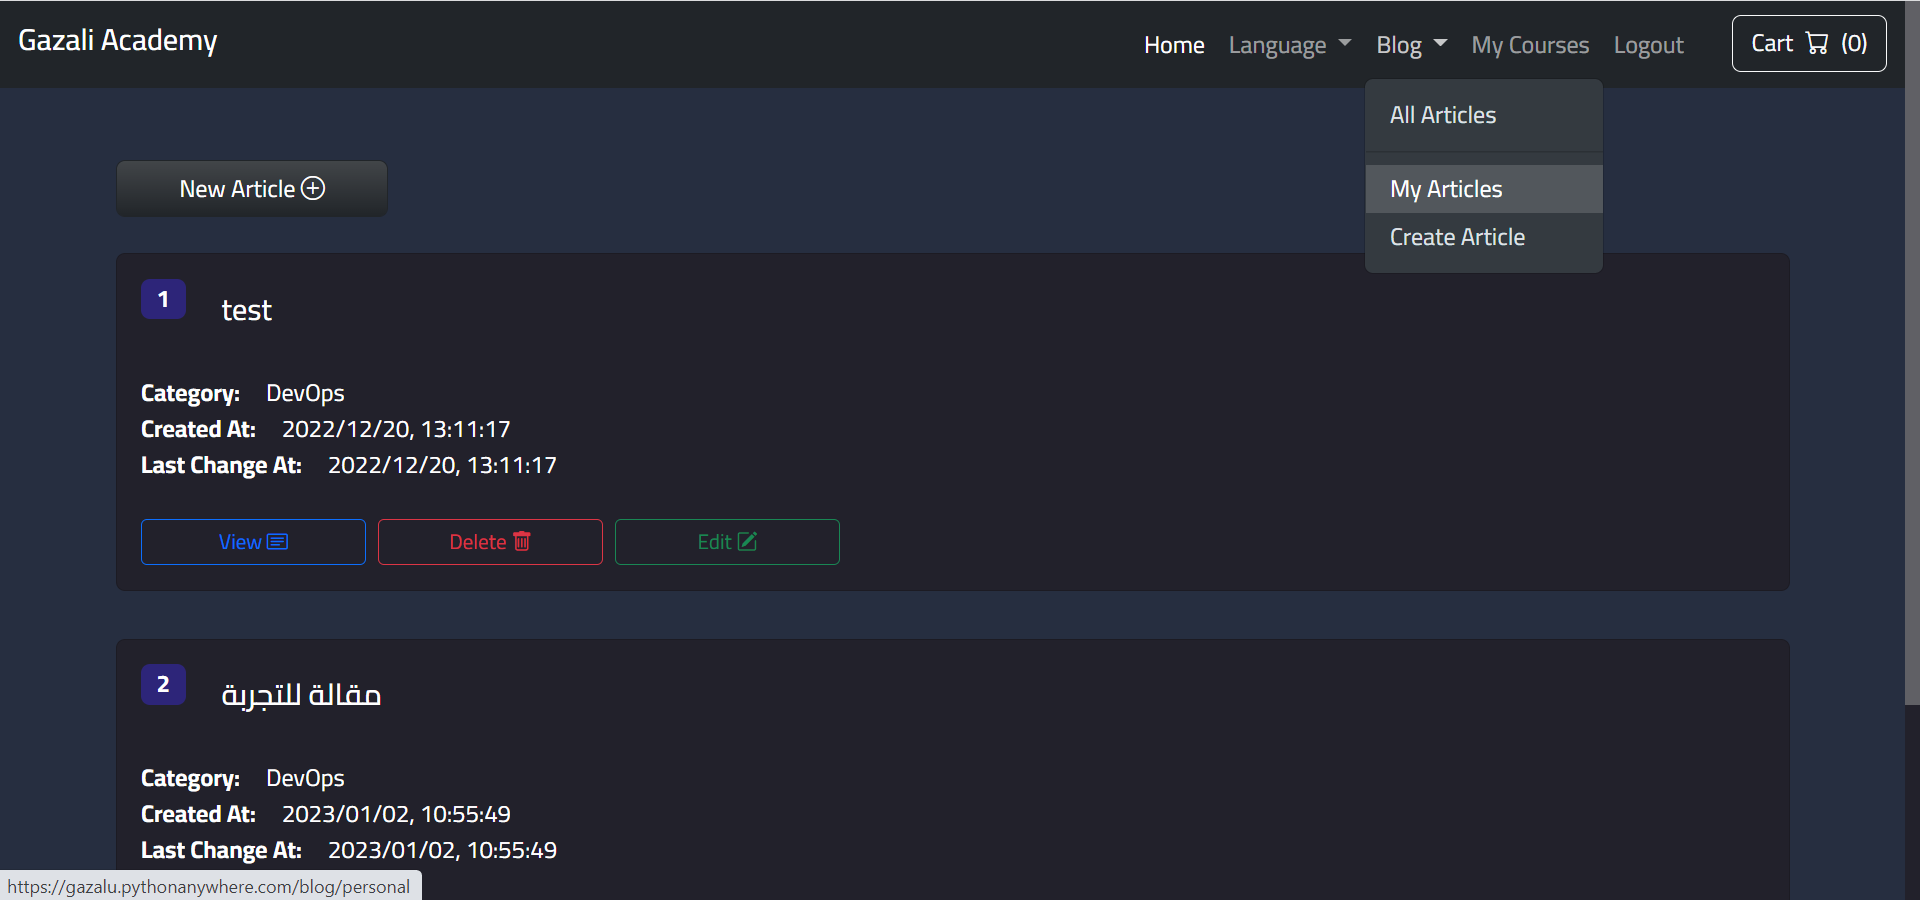 Gazali Academy
Home Language Blog My Courses Logout Cart (0)
All Articles
My Articles
Create Article
New Article
1 test
Category: DevOps
Created At: 2022/12/20, 13:11:17
Last Change At: 2022/12/20, 13:11:17
View Delete Edit
2 مقالة للتجربة
Category: DevOps
Created At: 2023/01/02, 10:55:49
Last Change At: 2023/01/02, 10:55:49
https://gazalu.pythonanywhere.com/blog/personal